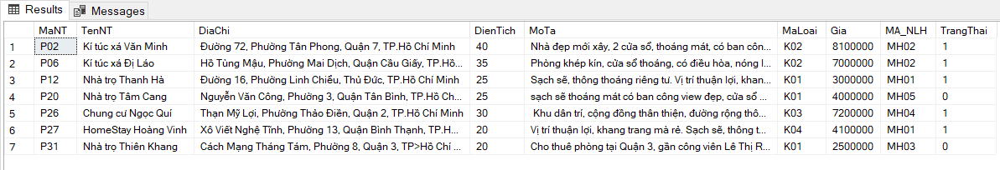 Results Messages
MaNT TenNT DiaChi DienTich MoTa MaLoai Gia MA_NLH TrangThai
1 P02 Kí túc xá Văn Minh Đường 72, Phường Tân Phong, Quận 7, TP.Hồ Chí Minh 40 Nhà đẹp mới xây, 2 cửa sổ, thoáng mát, có ban côn... K02 8100000 MH02 1
2 P06 Kí túc xá Đị Láo Hồ Tùng Mậu, Phường Mai Dịch, Quận Cầu Giấy, TP.H... 35 Phòng khép kín, cửa sổ thoáng, có điều hòa, nóng l... K02 7000000 MH02 1
3 P12 Nhà trọ Thanh Hà Đường 16, Phường Linh Chiểu, Thủ Đức, TP.Hồ Chí Minh 25 Sạch sẽ, thông thoáng riêng tư. Vị trí thuận lợi, khan... K01 3000000 MH01 1
4 P20 Nhà trọ Tâm Cang Nguyễn Văn Công, Phường 3, Quận Tân Bình, TP.Hồ Ch... 25 sạch sẽ thoáng mát có ban công view đẹp, cửa sổ ... K01 4000000 MH05 0
5 P26 Chung cư Ngọc Quí Thạn Mỹ Lợi, Phường Thảo Điền, Quận 2, TP.Hồ Chí Minh 30 Khu dân trí, cộng đồng thân thiện, đường rộng thô... K03 7200000 MH04 1
6 P27 HomeStay Hoàng Vinh Xô Viết Nghệ Tĩnh, Phường 13, Quận Bình Thạnh, TP.H... 20 Vị trí thuận lợi, khang trang mà rẻ. Sạch sẽ, thông t... K04 4100000 MH01 1
7 P31 Nhà trọ Thiên Khang Cách Mạng Tháng Tám, Phường 8, Quận 3, TP>Hồ Chí ... 20 Cho thuê phòng tại Quận 3, gần công viên Lê Thị R... K01 2500000 MH03 0